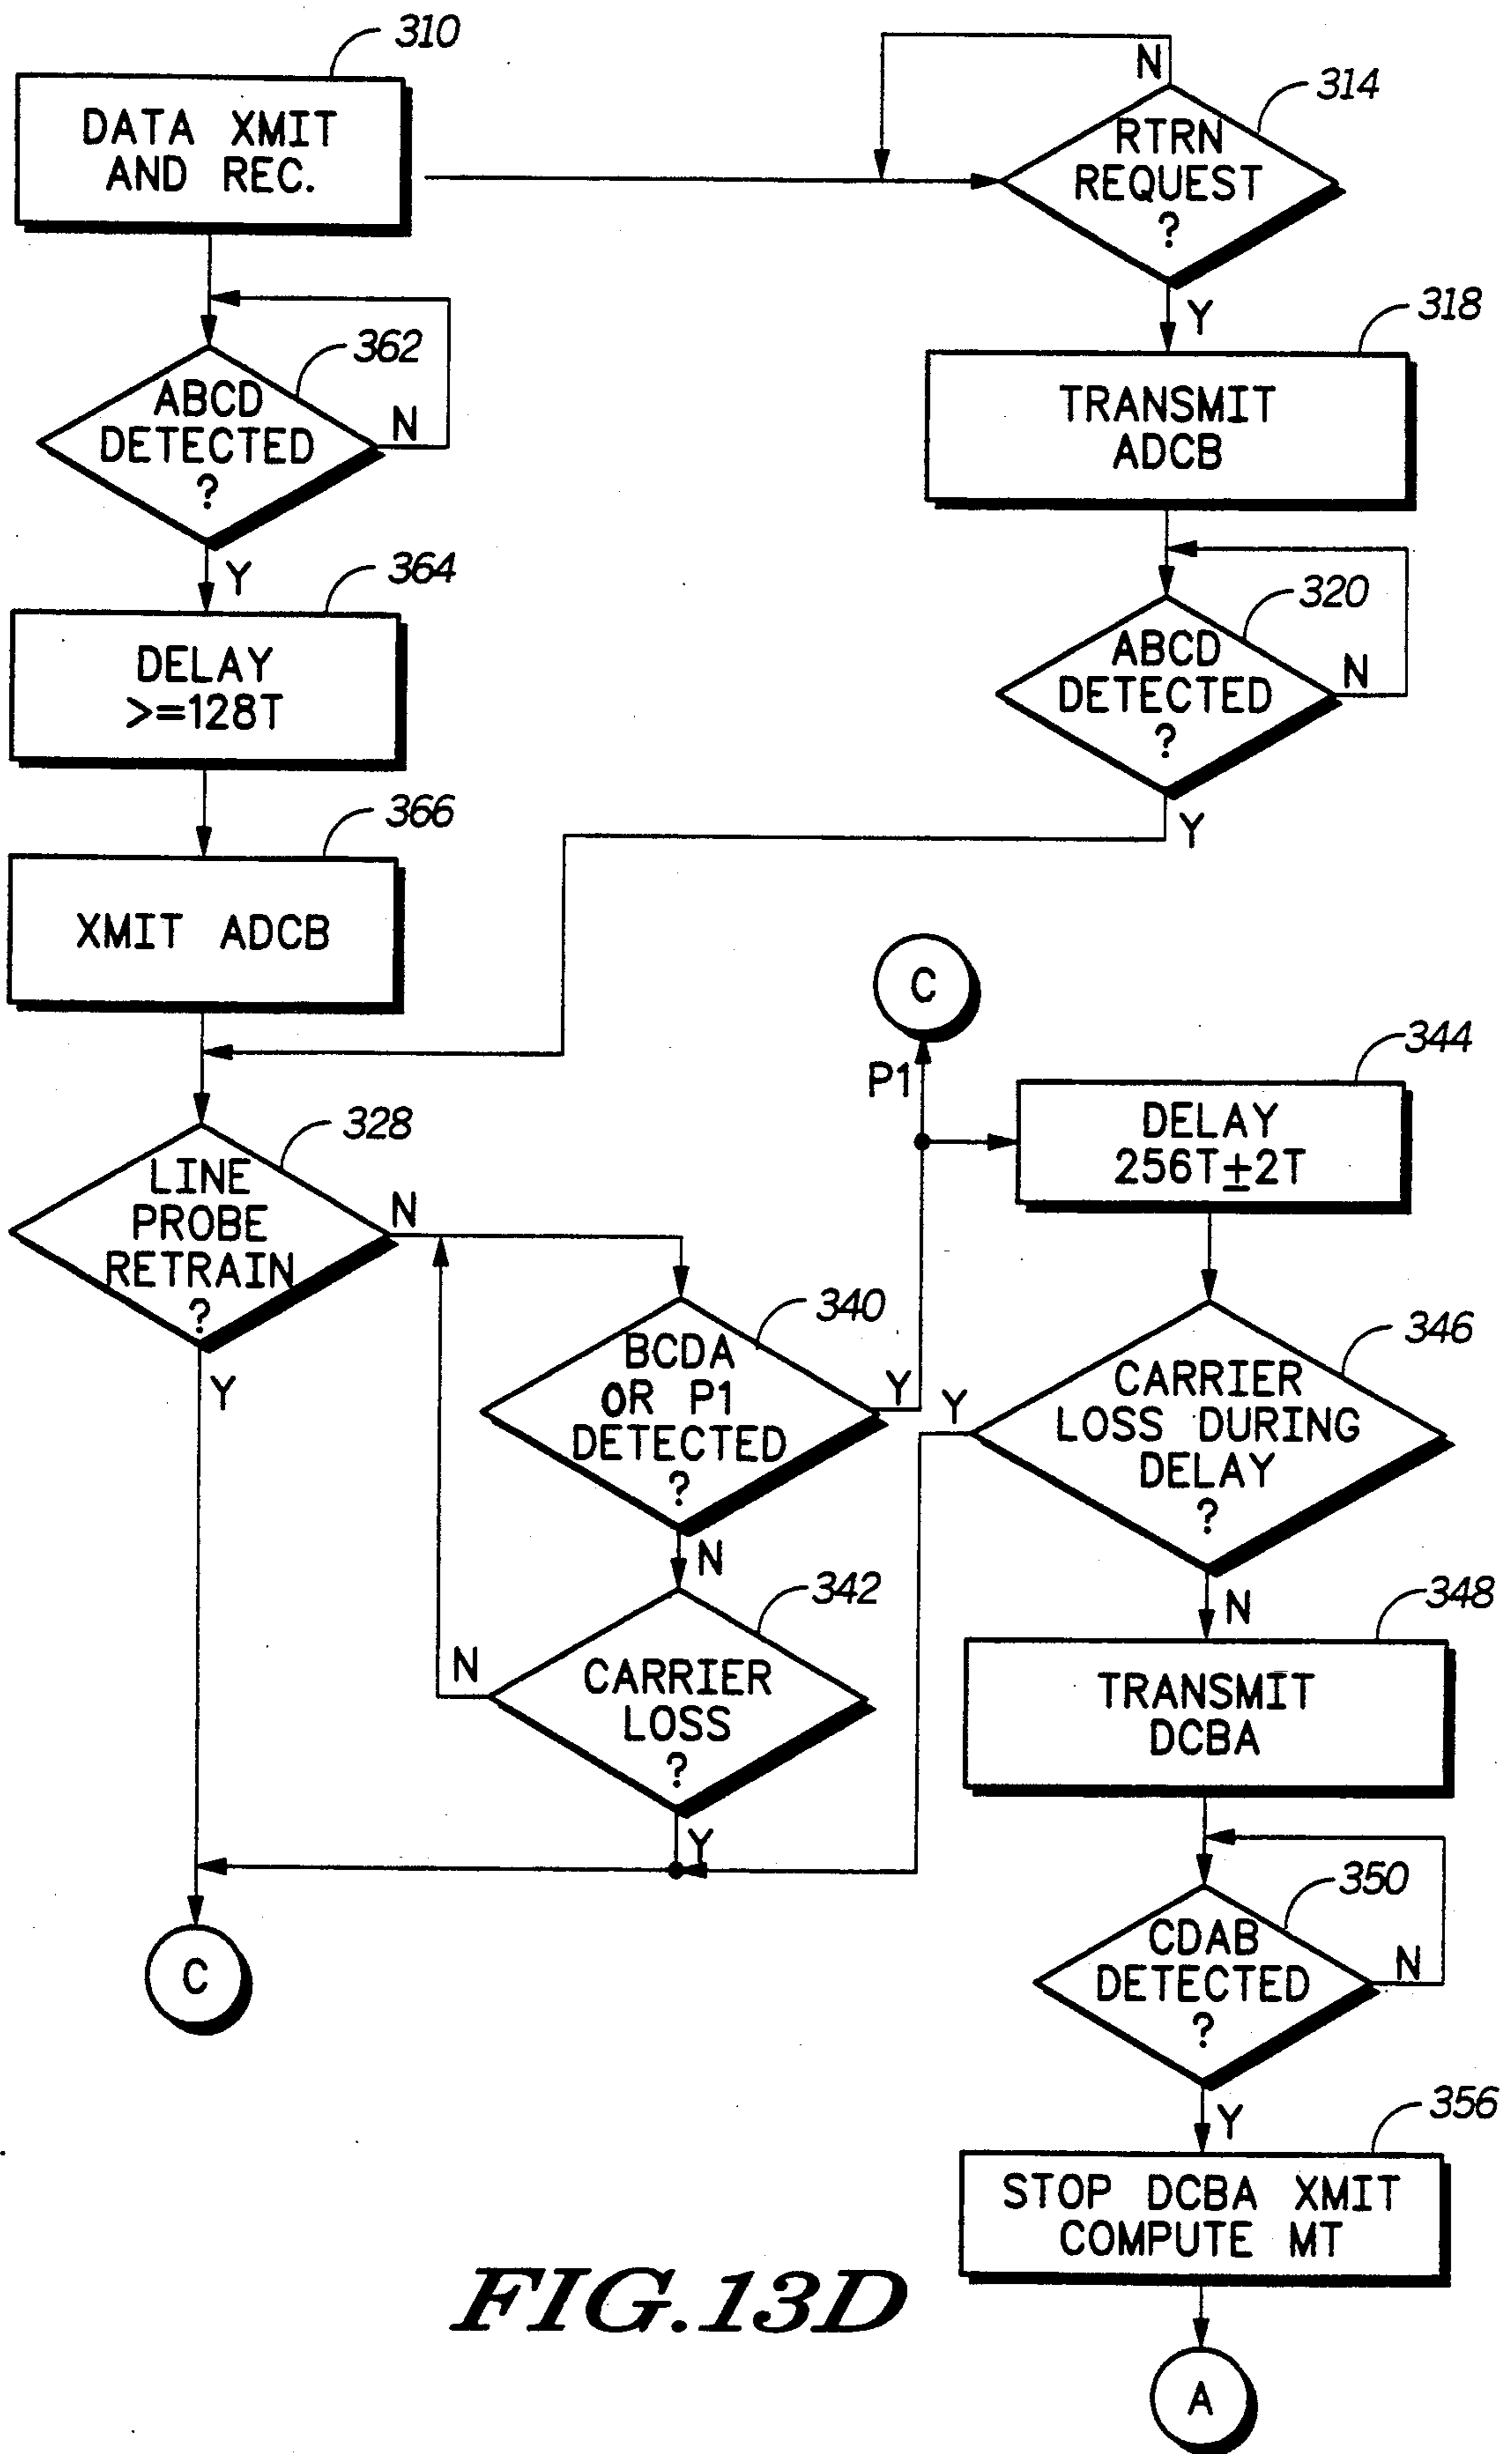 310
DATA XMIT
AND REC.
N
314
RTRN
REQUEST
?
Y
318
TRANSMIT
ADCB
362
ABCD
DETECTED
?
N
Y
320
ABCD
DETECTED
?
N
Y
364
DELAY
>=128T
366
XMIT ADCB
C
P1
344
DELAY
256T±2T
328
LINE
PROBE
RETRAIN
?
N
Y
340
BCDA
OR P1
DETECTED
?
Y
N
346
CARRIER
LOSS DURING
DELAY
?
Y
N
342
CARRIER
LOSS
?
N
Y
348
TRANSMIT
DCBA
C
350
CDAB
DETECTED
?
N
Y
356
STOP DCBA XMIT
COMPUTE MT
A
FIG.13D